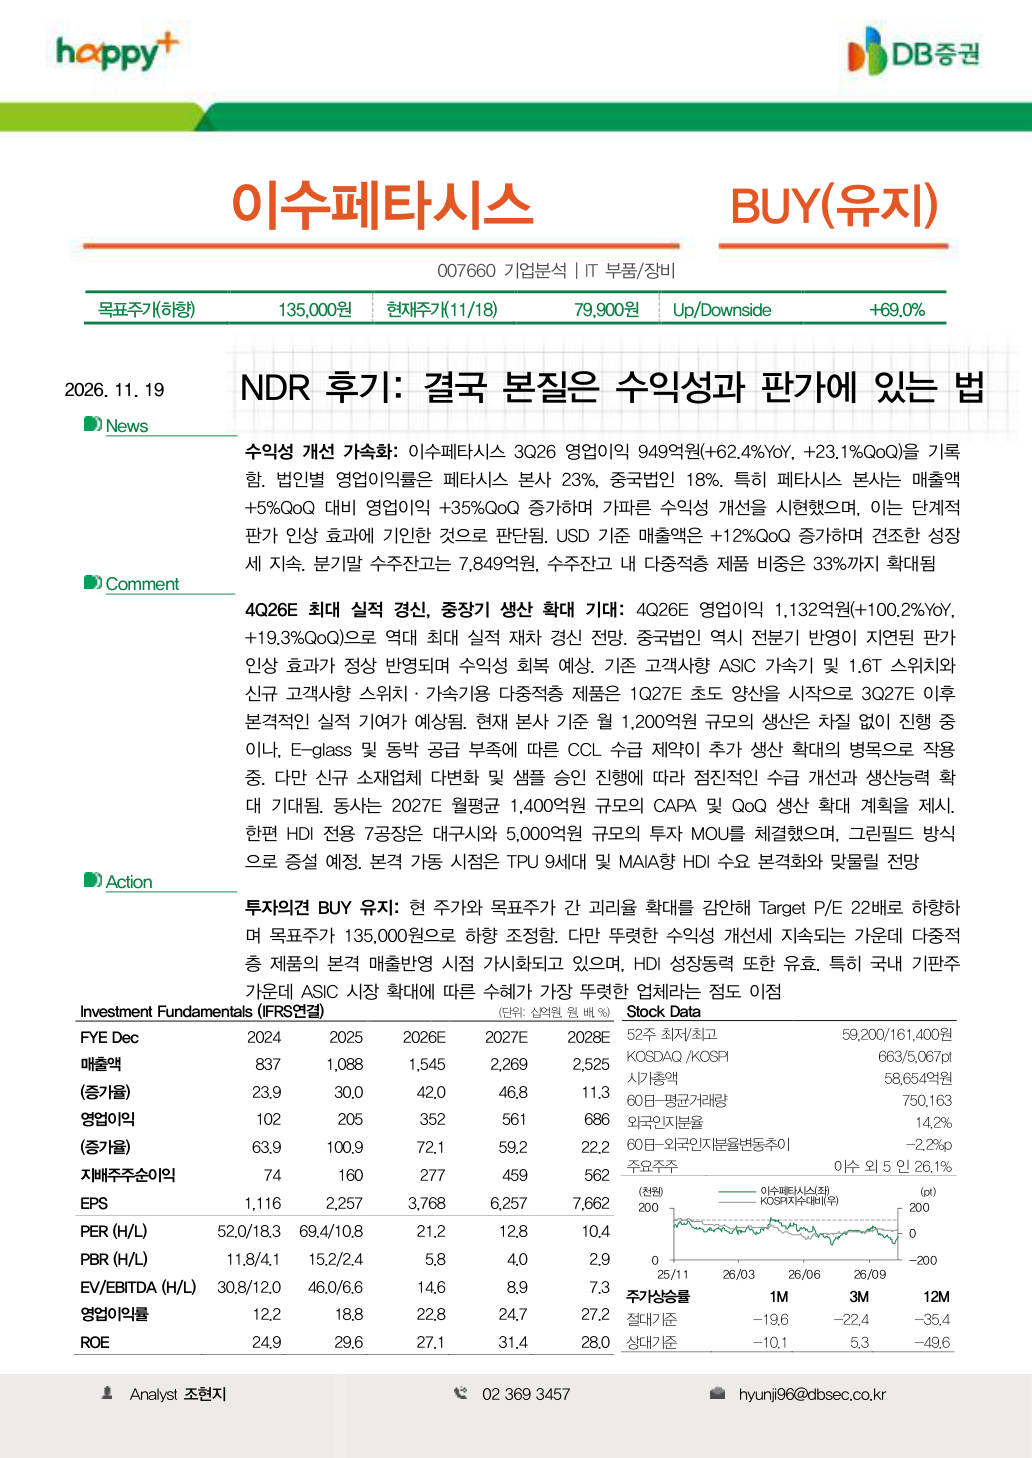 happy+
DB증권
이수페타시스
BUY(유지)
007660 기업분석 | IT 부품/장비
목표주가(하향) 135,000원 현재주가(11/18) 79,900원 Up/Downside +69.0%
2026. 11. 19
NDR 후기: 결국 본질은 수익성과 판가에 있는 법
News
수익성 개선 가속화: 이수페타시스 3Q26 영업이익 949억원(+62.4%YoY, +23.1%QoQ)을 기록
함. 법인별 영업이익률은 페타시스 본사 23%, 중국법인 18%. 특히 페타시스 본사는 매출액
+5%QoQ 대비 영업이익 +35%QoQ 증가하며 가파른 수익성 개선을 시현했으며, 이는 단계적
판가 인상 효과에 기인한 것으로 판단됨. USD 기준 매출액은 +12%QoQ 증가하며 견조한 성장
세 지속. 분기말 수주잔고는 7,849억원, 수주잔고 내 다중적층 제품 비중은 33%까지 확대됨
Comment
4Q26E 최대 실적 경신, 중장기 생산 확대 기대: 4Q26E 영업이익 1,132억원(+100.2%YoY,
+19.3%QoQ)으로 역대 최대 실적 재차 경신 전망. 중국법인 역시 전분기 반영이 지연된 판가
인상 효과가 정상 반영되며 수익성 회복 예상. 기존 고객사향 ASIC 가속기 및 1.6T 스위치와
신규 고객사향 스위치·가속기용 다중적층 제품은 1Q27E 초도 양산을 시작으로 3Q27E 이후
본격적인 실적 기여가 예상됨. 현재 본사 기준 월 1,200억원 규모의 생산은 차질 없이 진행 중
이나, E-glass 및 동박 공급 부족에 따른 CCL 수급 제약이 추가 생산 확대의 병목으로 작용
중. 다만 신규 소재업체 다변화 및 샘플 승인 진행에 따라 점진적인 수급 개선과 생산능력 확
대 기대됨. 동사는 2027E 월평균 1,400억원 규모의 CAPA 및 QoQ 생산 확대 계획을 제시.
한편 HDI 전용 7공장은 대구시와 5,000억원 규모의 투자 MOU를 체결했으며, 그린필드 방식
으로 증설 예정. 본격 가동 시점은 TPU 9세대 및 MAIA향 HDI 수요 본격화와 맞물릴 전망
Action
투자의견 BUY 유지: 현 주가와 목표주가 간 괴리율 확대를 감안해 Target P/E 22배로 하향하
며 목표주가 135,000원으로 하향 조정함. 다만 뚜렷한 수익성 개선세 지속되는 가운데 다중적
층 제품의 본격 매출반영 시점 가시화되고 있으며, HDI 성장동력 또한 유효. 특히 국내 기판주
가운데 ASIC 시장 확대에 따른 수혜가 가장 뚜렷한 업체라는 점도 이점
Investment Fundamentals (IFRS연결) (단위: 십억원, 원, 배, %)
FYE Dec 2024 2025 2026E 2027E 2028E
매출액 837 1,088 1,545 2,269 2,525
(증가율) 23.9 30.0 42.0 46.8 11.3
영업이익 102 205 352 561 686
(증가율) 63.9 100.9 72.1 59.2 22.2
지배주주순이익 74 160 277 459 562
EPS 1,116 2,257 3,768 6,257 7,662
PER (H/L) 52.0/18.3 69.4/10.8 21.2 12.8 10.4
PBR (H/L) 11.8/4.1 15.2/2.4 5.8 4.0 2.9
EV/EBITDA (H/L) 30.8/12.0 46.0/6.6 14.6 8.9 7.3
영업이익률 12.2 18.8 22.8 24.7 27.2
ROE 24.9 29.6 27.1 31.4 28.0
Stock Data
52주 최저/최고 59,200/161,400원
KOSDAQ /KOSPI 663/5,067pt
시가총액 58,654억원
60日-평균거래량 750,163
외국인지분율 14.2%
60日-외국인지분율변동추이 -2.2%p
주요주주 이수 외 5 인 26.1%
(천원) 이수페타시스(좌) (pt)
KOSPI지수대비(우)
200 200
0
0 -200
25/11 26/03 26/06 26/09
주가상승률 1M 3M 12M
절대기준 -19.6 -22.4 -35.4
상대기준 -10.1 5.3 -49.6
Analyst 조현지
02 369 3457
hyunji96@dbsec.co.kr